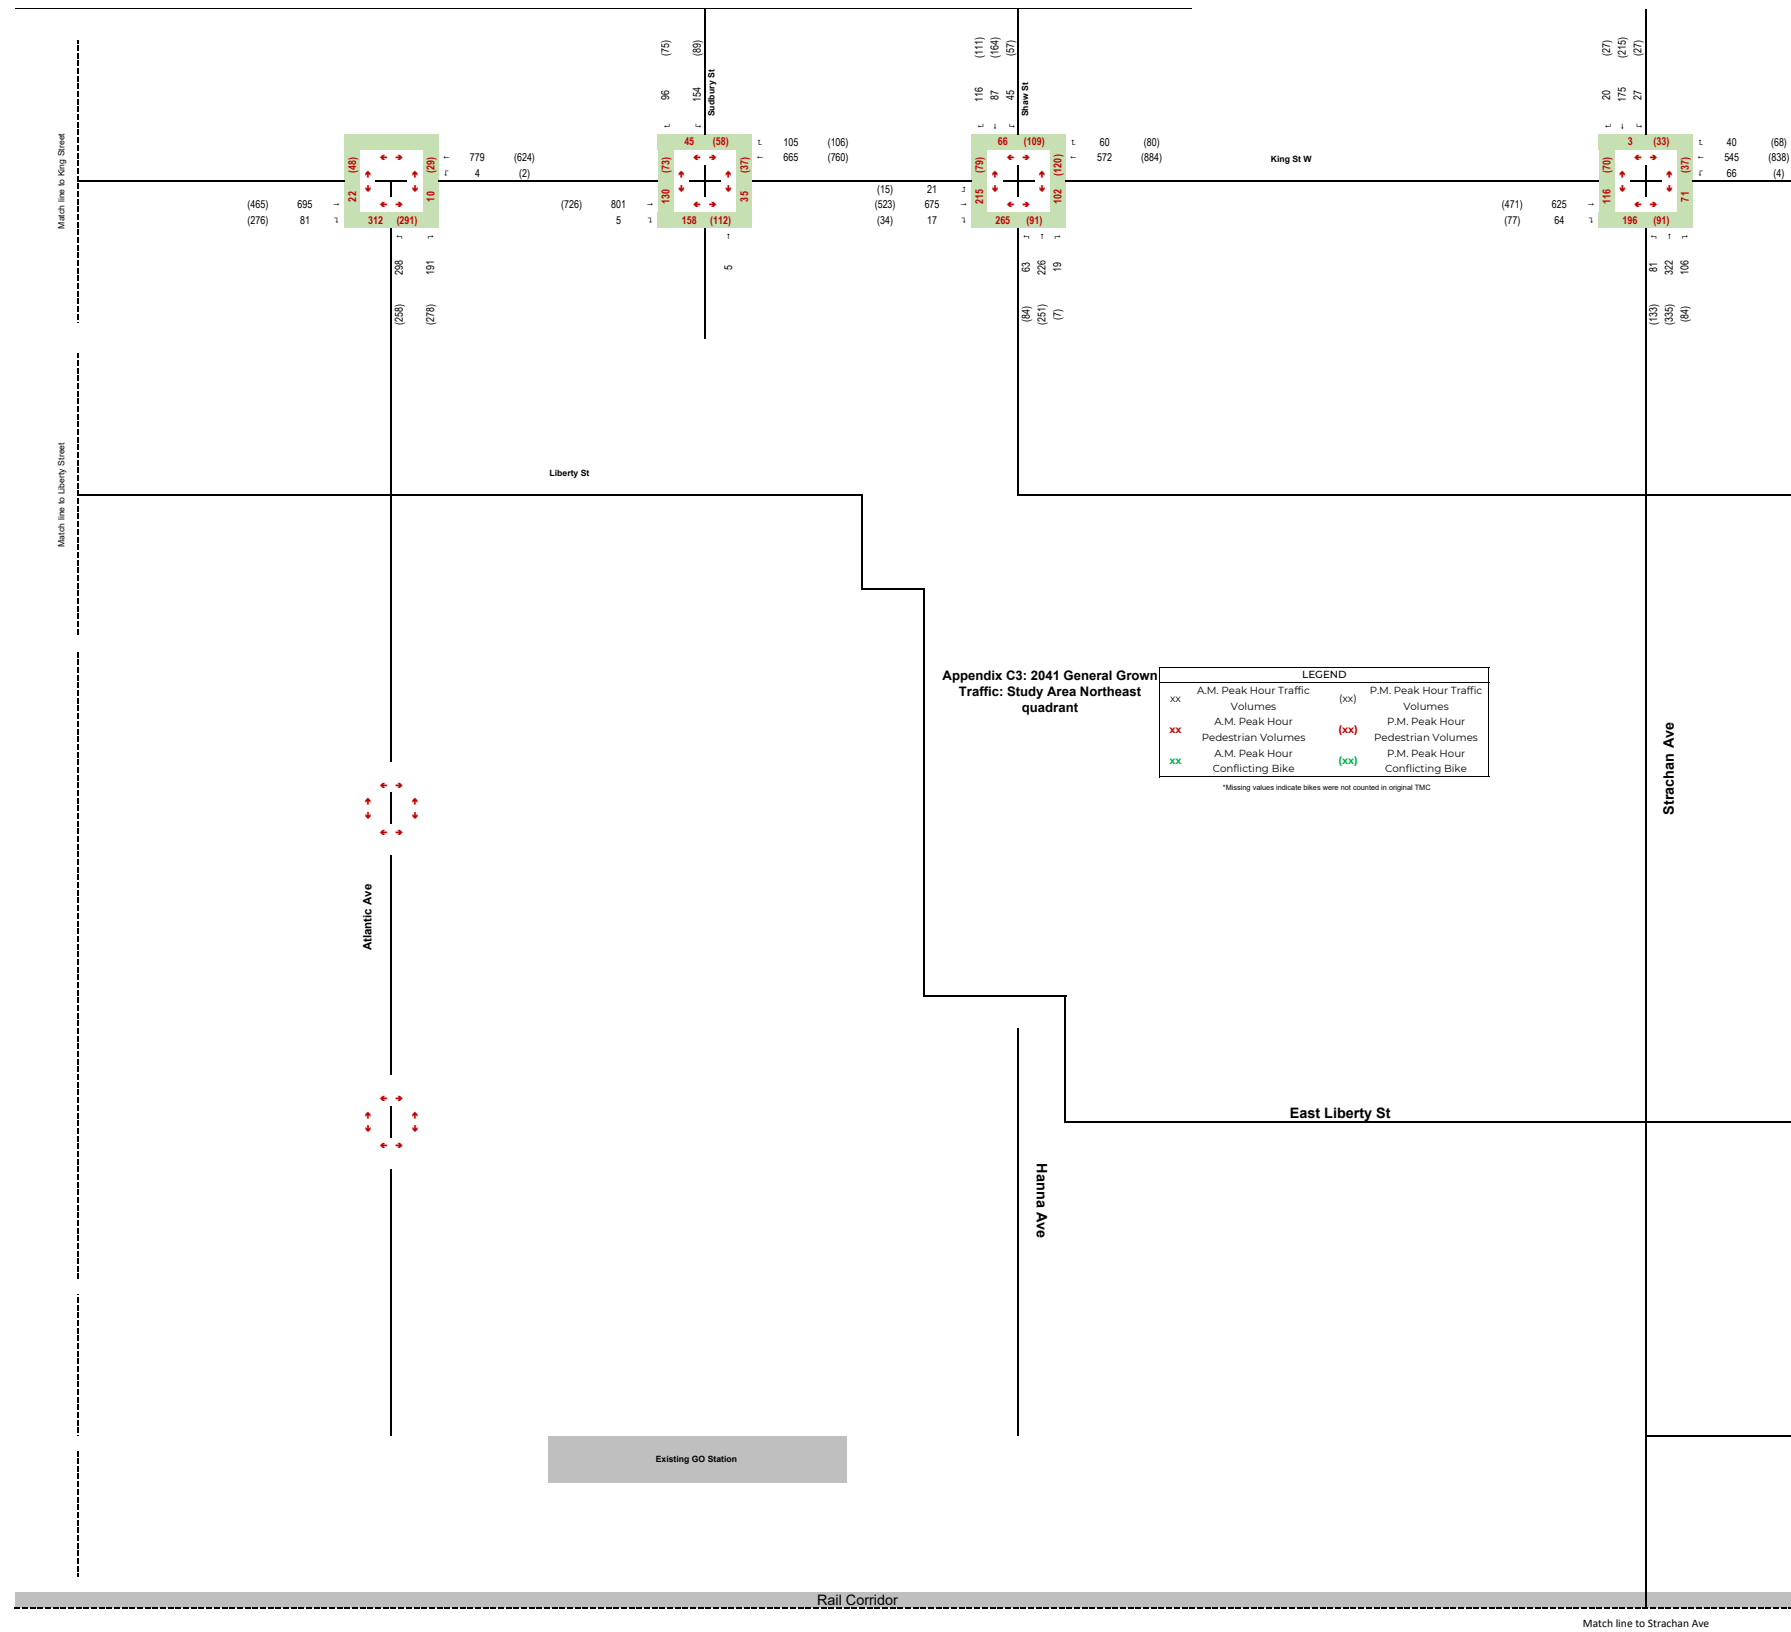 (75) (89)
96 154
Sudbury St
(111) (164) (57)
116 87 45
Shaw St
(27) (215) (27)
20 175 27
Match line to King Street
(48) (29)
22 10
312 (291)
779 (624)
4 (2)
(465) 695
(276) 81
298 191
(258) (278)
45 (58)
(73) (37)
130 35
158 (112)
105 (106)
665 (760)
(726) 801
5
5
66 (109)
(79) (120)
215 102
265 (91)
60 (80)
572 (884)
(15) 21
(523) 675
(34) 17
63 226 19
(84) (251) (7)
King St W
3 (33)
(70) (37)
116 71
196 (91)
40 (68)
545 (838)
66 (4)
(471) 625
(77) 64
81 322 106
(133) (335) (84)
Match line to Liberty Street
Liberty St
Appendix C3: 2041 General Grown
Traffic: Study Area Northeast
quadrant
LEGEND
xx A.M. Peak Hour Traffic
Volumes
(xx) P.M. Peak Hour Traffic
Volumes
xx A.M. Peak Hour
Pedestrian Volumes
(xx) P.M. Peak Hour
Pedestrian Volumes
xx A.M. Peak Hour
Conflicting Bike
(xx) P.M. Peak Hour
Conflicting Bike
*Missing values indicate bikes were not counted in original TMC
Strachan Ave
Atlantic Ave
East Liberty St
Hanna Ave
Existing GO Station
Rail Corridor
Match line to Strachan Ave